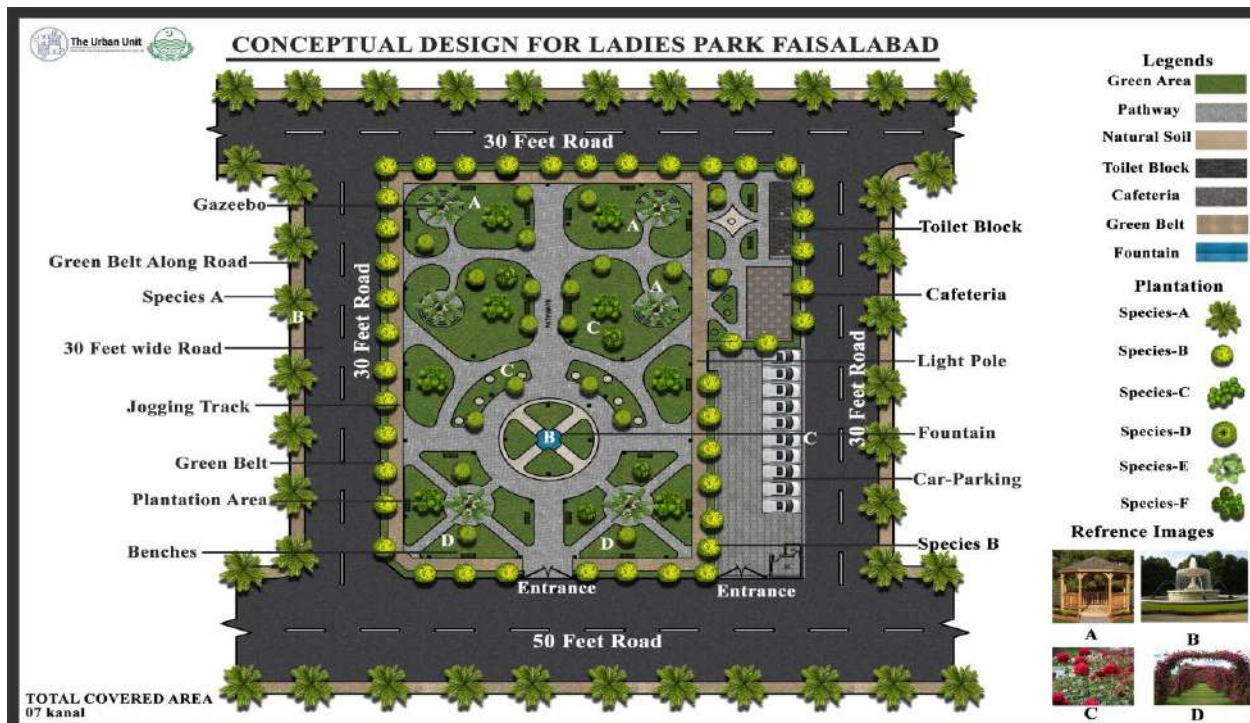 The Urban Unit
CONCEPTUAL DESIGN FOR LADIES PARK FAISALABAD
30 Feet Road
Gazeebo
Green Belt Along Road
Species A
30 Feet wide Road
Jogging Track
Green Belt
Plantation Area
Benches
30 Feet Road
B
A
A
A
C
C
B
D
D
C
PATHWAYS
Entrance
Entrance
50 Feet Road
30 Feet Road
Toilet Block
Cafeteria
Light Pole
Fountain
Car-Parking
Species B
Legends
Green Area
Pathway
Natural Soil
Toilet Block
Cafeteria
Green Belt
Fountain
Plantation
Species-A
Species-B
Species-C
Species-D
Species-E
Species-F
Refrence Images
A
B
C
D
TOTAL COVERED AREA
07 kanal